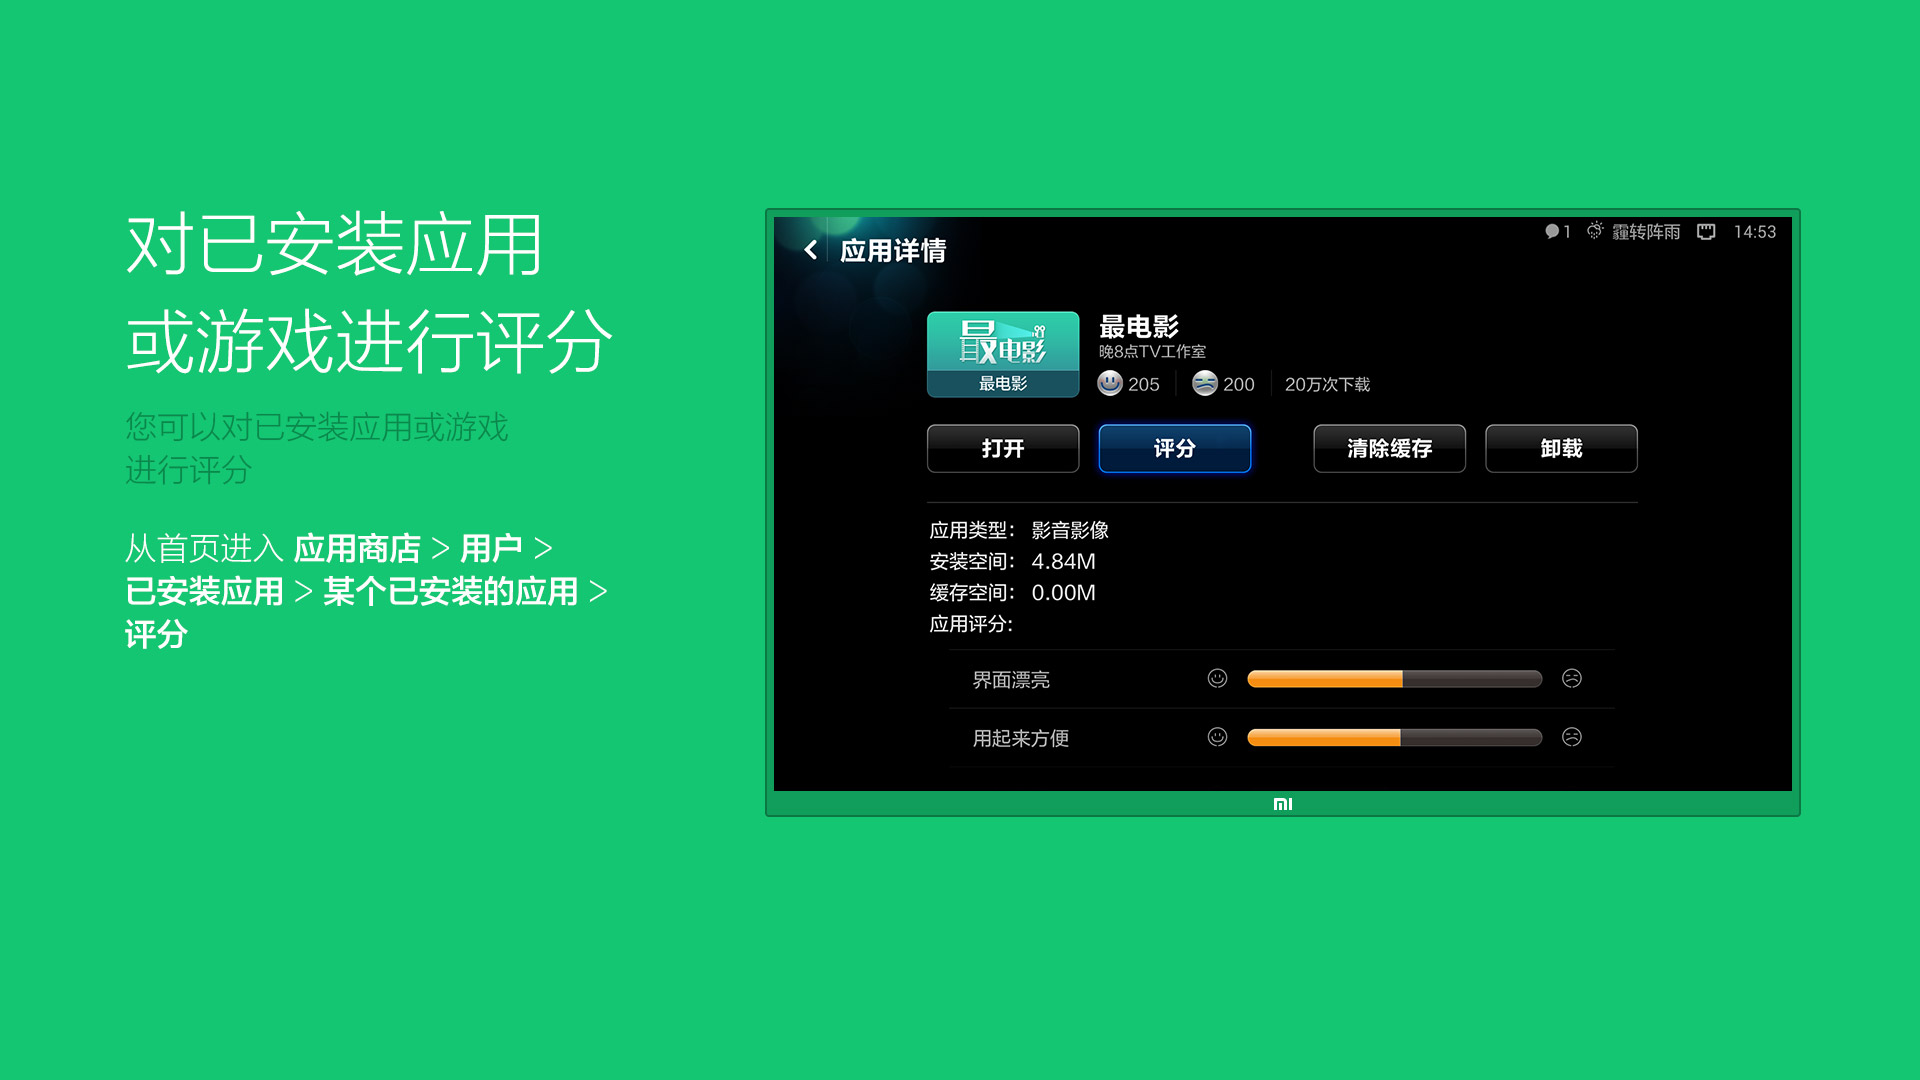 对已安装应用
或游戏进行评分
您可以对已安装应用或游戏
进行评分
从首页进入 应用商店 > 用户 >
已安装应用 > 某个已安装的应用 >
评分
应用详情
1 霾转阵雨 14:53
最电影
最电影
最电影
晚8点TV工作室
205 200 20万次下载
打开 评分 清除缓存 卸载
应用类型： 影音影像
安装空间： 4.84M
缓存空间： 0.00M
应用评分:
界面漂亮
用起来方便
MI